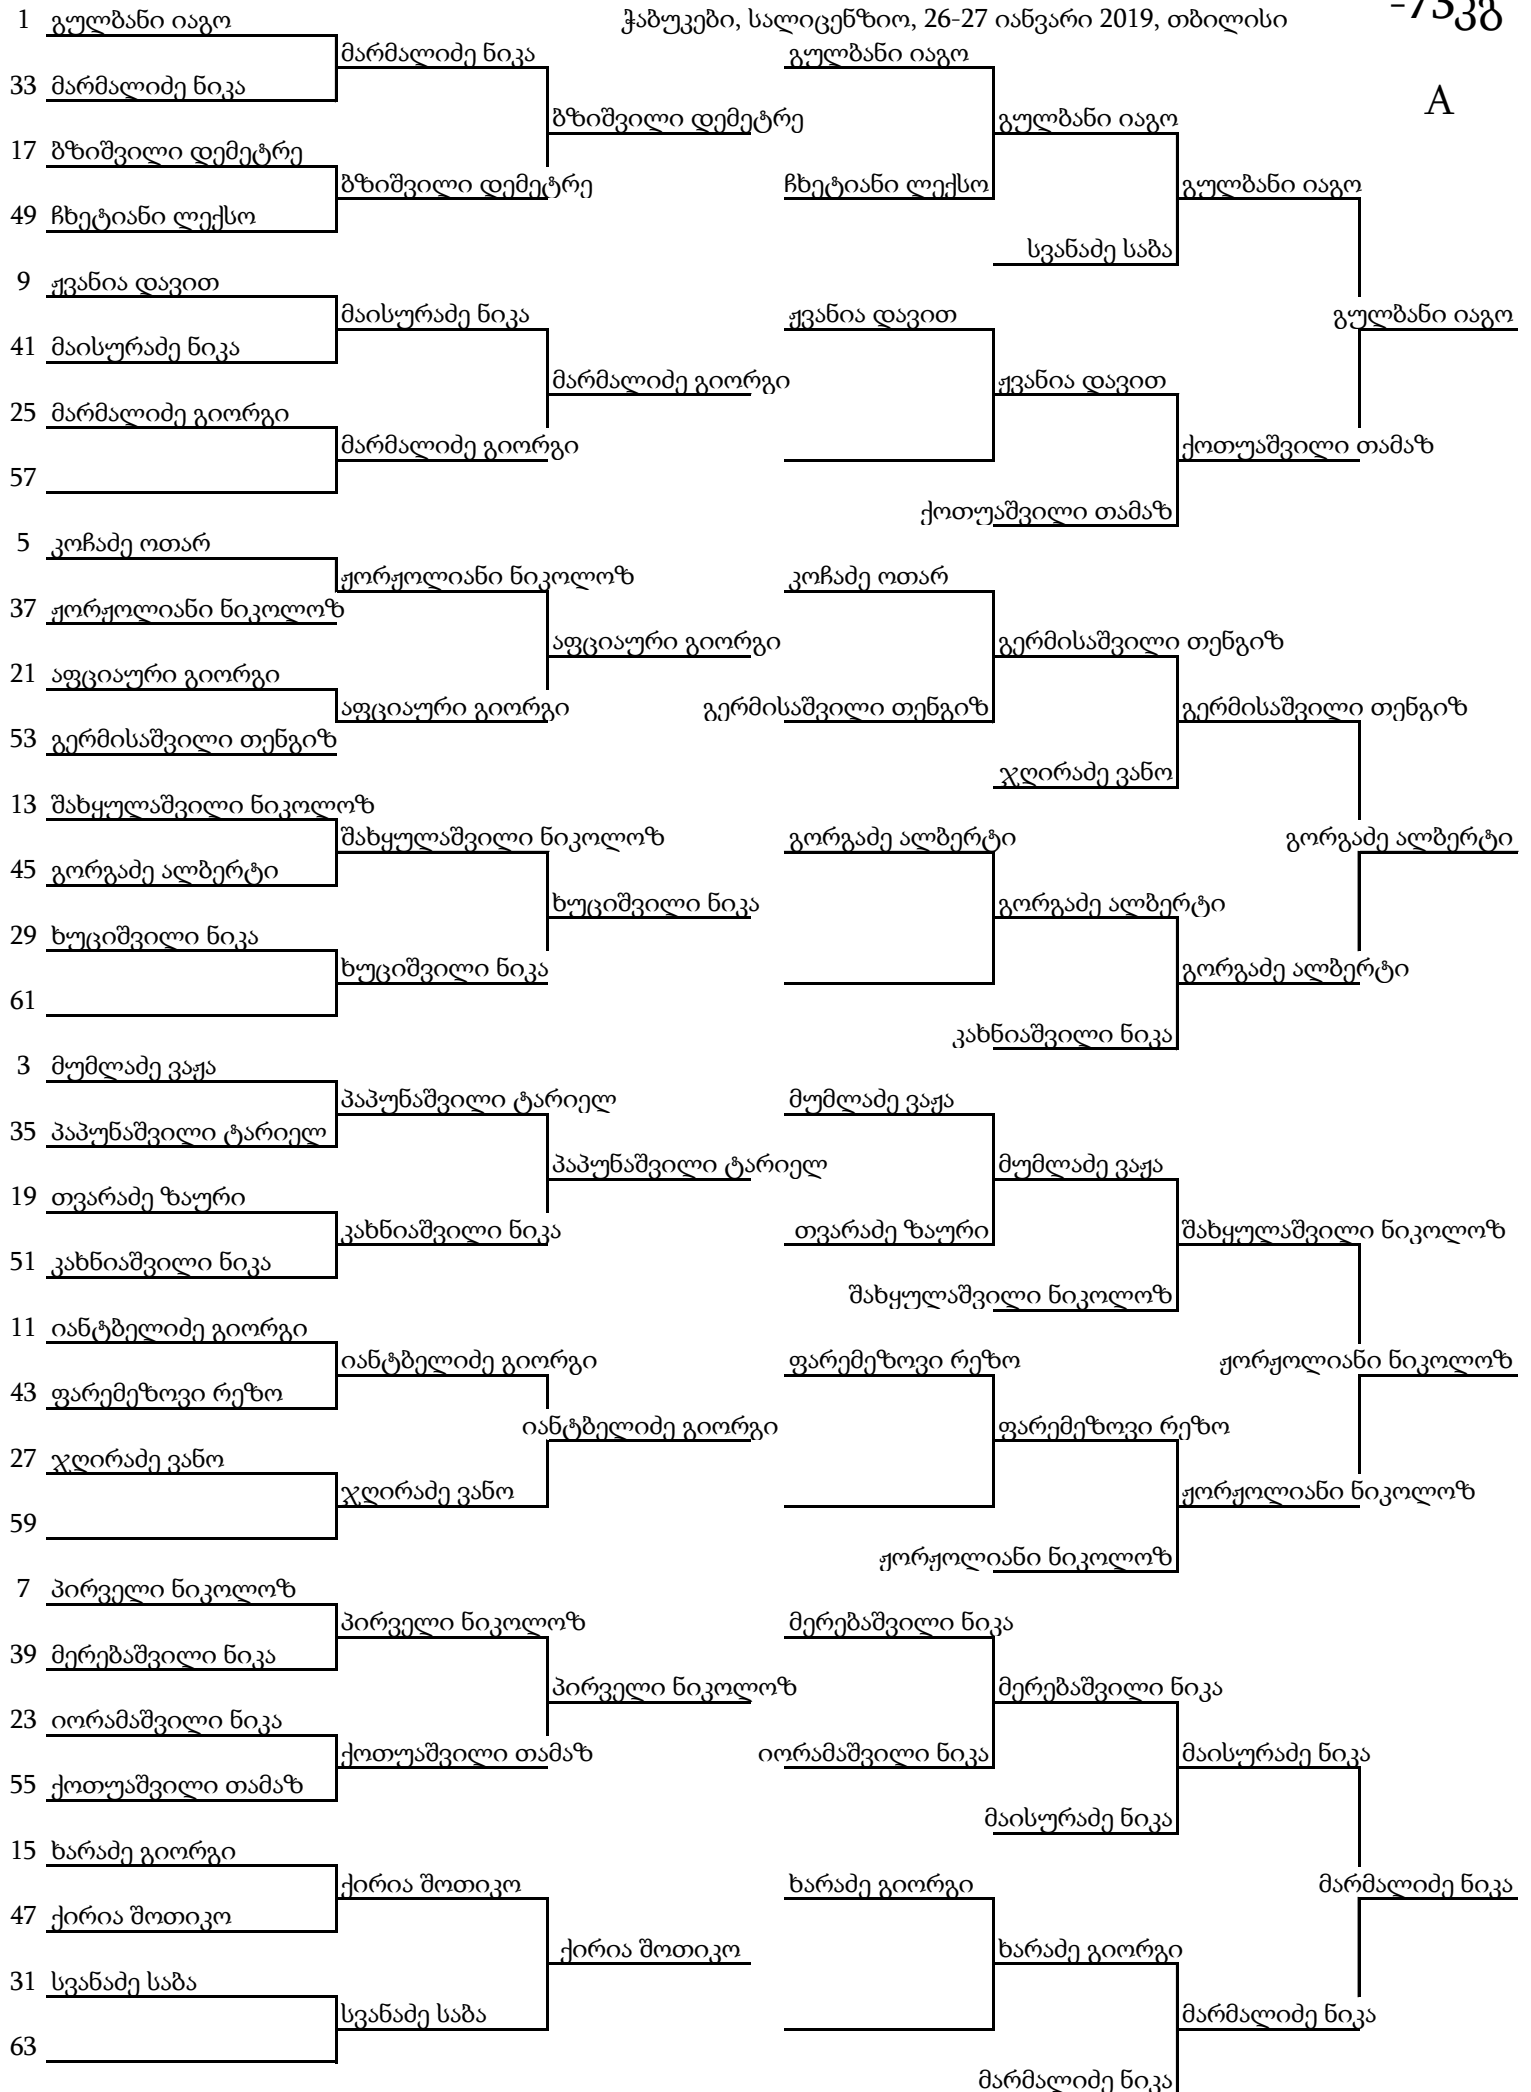 ჭაბუკები, სალიცენზიო, 26-27 იანვარი 2019, თბილისი
-73კგ
A
1 გულბანი იაგო
მარმალიძე ნიკა
33 მარმალიძე ნიკა
ბზიშვილი დემეტრე
17 ბზიშვილი დემეტრე
ბზიშვილი დემეტრე
49 ჩხეტიანი ლექსო
9 ჟვანია დავით
მაისურაძე ნიკა
41 მაისურაძე ნიკა
მარმალიძე გიორგი
25 მარმალიძე გიორგი
მარმალიძე გიორგი
57
5 კოჩაძე ოთარ
ჟორჟოლიანი ნიკოლოზ
37 ჟორჟოლიანი ნიკოლოზ
აფციაური გიორგი
21 აფციაური გიორგი
აფციაური გიორგი
53 გერმისაშვილი თენგიზ
13 შახყულაშვილი ნიკოლოზ
შახყულაშვილი ნიკოლოზ
45 გორგაძე ალბერტი
ხუციშვილი ნიკა
29 ხუციშვილი ნიკა
ხუციშვილი ნიკა
61
3 მუმლაძე ვაჟა
პაპუნაშვილი ტარიელ
35 პაპუნაშვილი ტარიელ
პაპუნაშვილი ტარიელ
19 თვარაძე ზაური
კახნიაშვილი ნიკა
51 კახნიაშვილი ნიკა
11 იანტბელიძე გიორგი
იანტბელიძე გიორგი
43 ფარემეზოვი რეზო
იანტბელიძე გიორგი
27 ჯღირაძე ვანო
ჯღირაძე ვანო
59
7 პირველი ნიკოლოზ
პირველი ნიკოლოზ
39 მერებაშვილი ნიკა
პირველი ნიკოლოზ
23 იორამაშვილი ნიკა
ქოთუაშვილი თამაზ
55 ქოთუაშვილი თამაზ
15 ხარაძე გიორგი
ქირია შოთიკო
47 ქირია შოთიკო
ქირია შოთიკო
31 სვანაძე საბა
სვანაძე საბა
63
გულბანი იაგო
გულბანი იაგო
ჩხეტიანი ლექსო
გულბანი იაგო
სვანაძე საბა
გულბანი იაგო
ჟვანია დავით
ჟვანია დავით
ქოთუაშვილი თამაზ
ქოთუაშვილი თამაზ
კოჩაძე ოთარ
გერმისაშვილი თენგიზ
გერმისაშვილი თენგიზ
გერმისაშვილი თენგიზ
ჯღირაძე ვანო
გორგაძე ალბერტი
გორგაძე ალბერტი
გორგაძე ალბერტი
გორგაძე ალბერტი
კახნიაშვილი ნიკა
მუმლაძე ვაჟა
მუმლაძე ვაჟა
თვარაძე ზაური
შახყულაშვილი ნიკოლოზ
შახყულაშვილი ნიკოლოზ
ჟორჟოლიანი ნიკოლოზ
ფარემეზოვი რეზო
ფარემეზოვი რეზო
ჟორჟოლიანი ნიკოლოზ
ჟორჟოლიანი ნიკოლოზ
მერებაშვილი ნიკა
მერებაშვილი ნიკა
იორამაშვილი ნიკა
მაისურაძე ნიკა
მაისურაძე ნიკა
მარმალიძე ნიკა
ხარაძე გიორგი
ხარაძე გიორგი
მარმალიძე ნიკა
მარმალიძე ნიკა